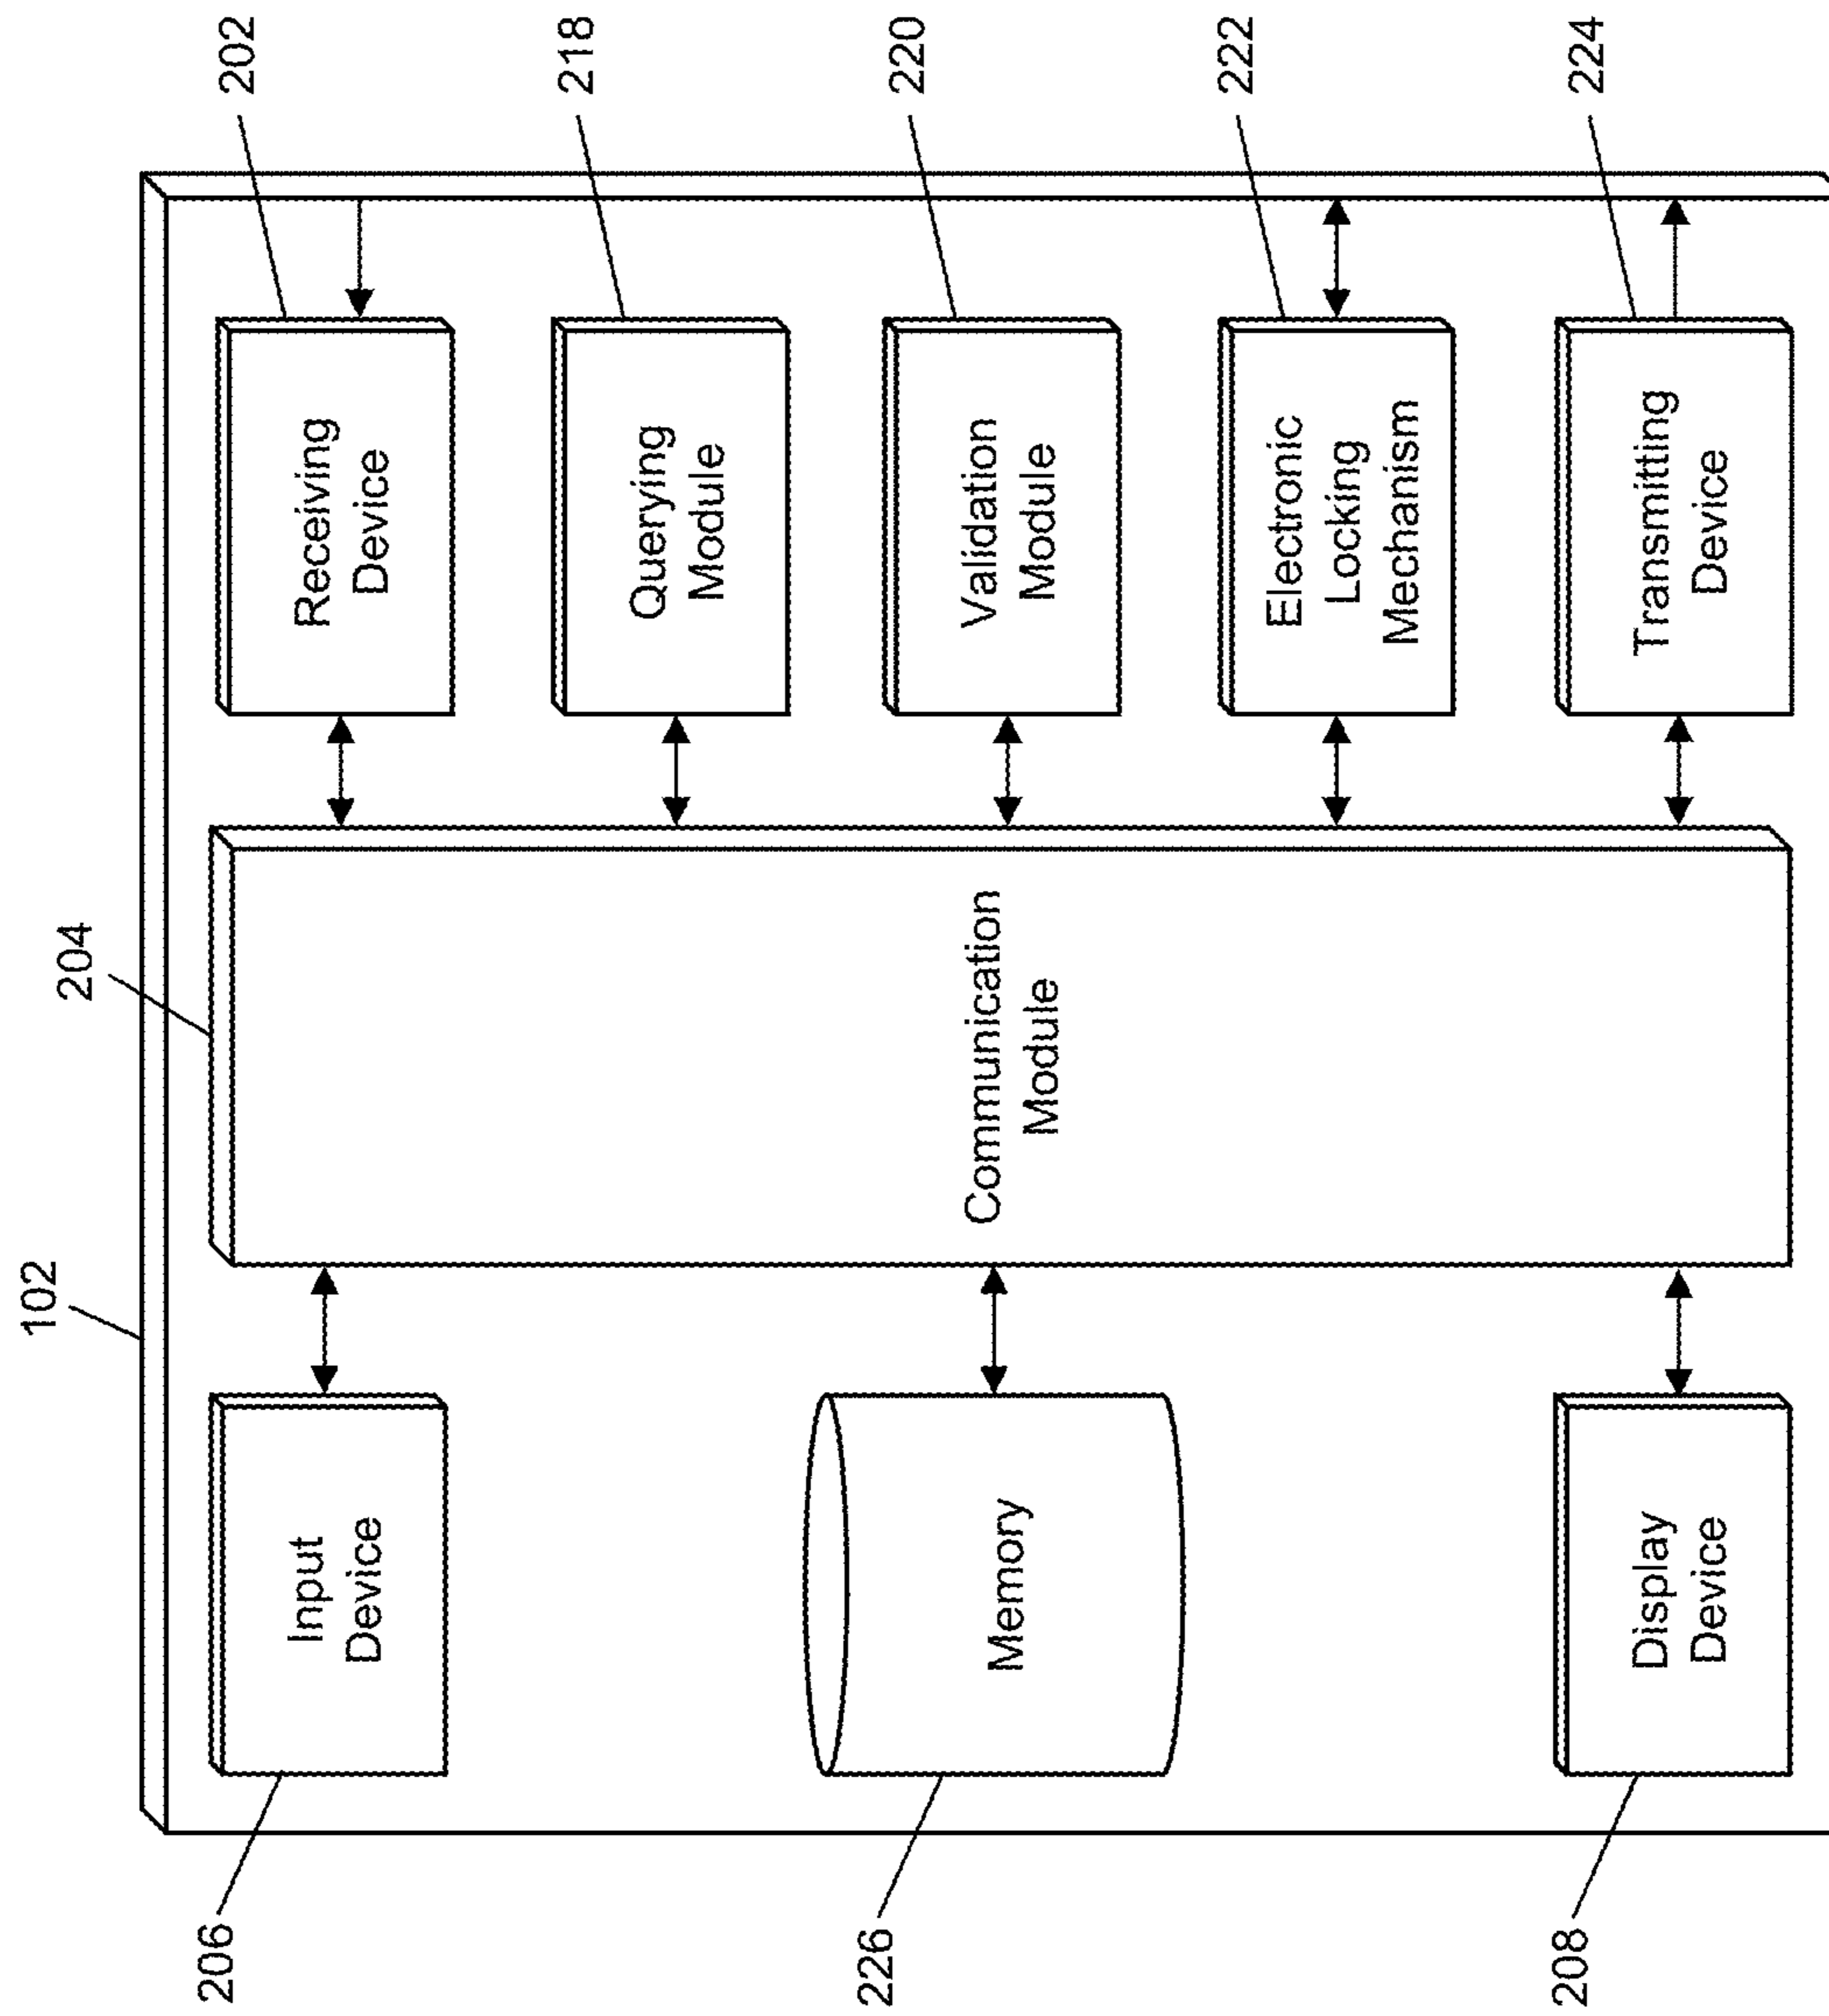 102
204
206
Input
Device
226
Memory
208
Display
Device
Communication
Module
Receiving
Device
202
Querying
Module
218
Validation
Module
220
Electronic
Locking
Mechanism
222
Transmitting
Device
224